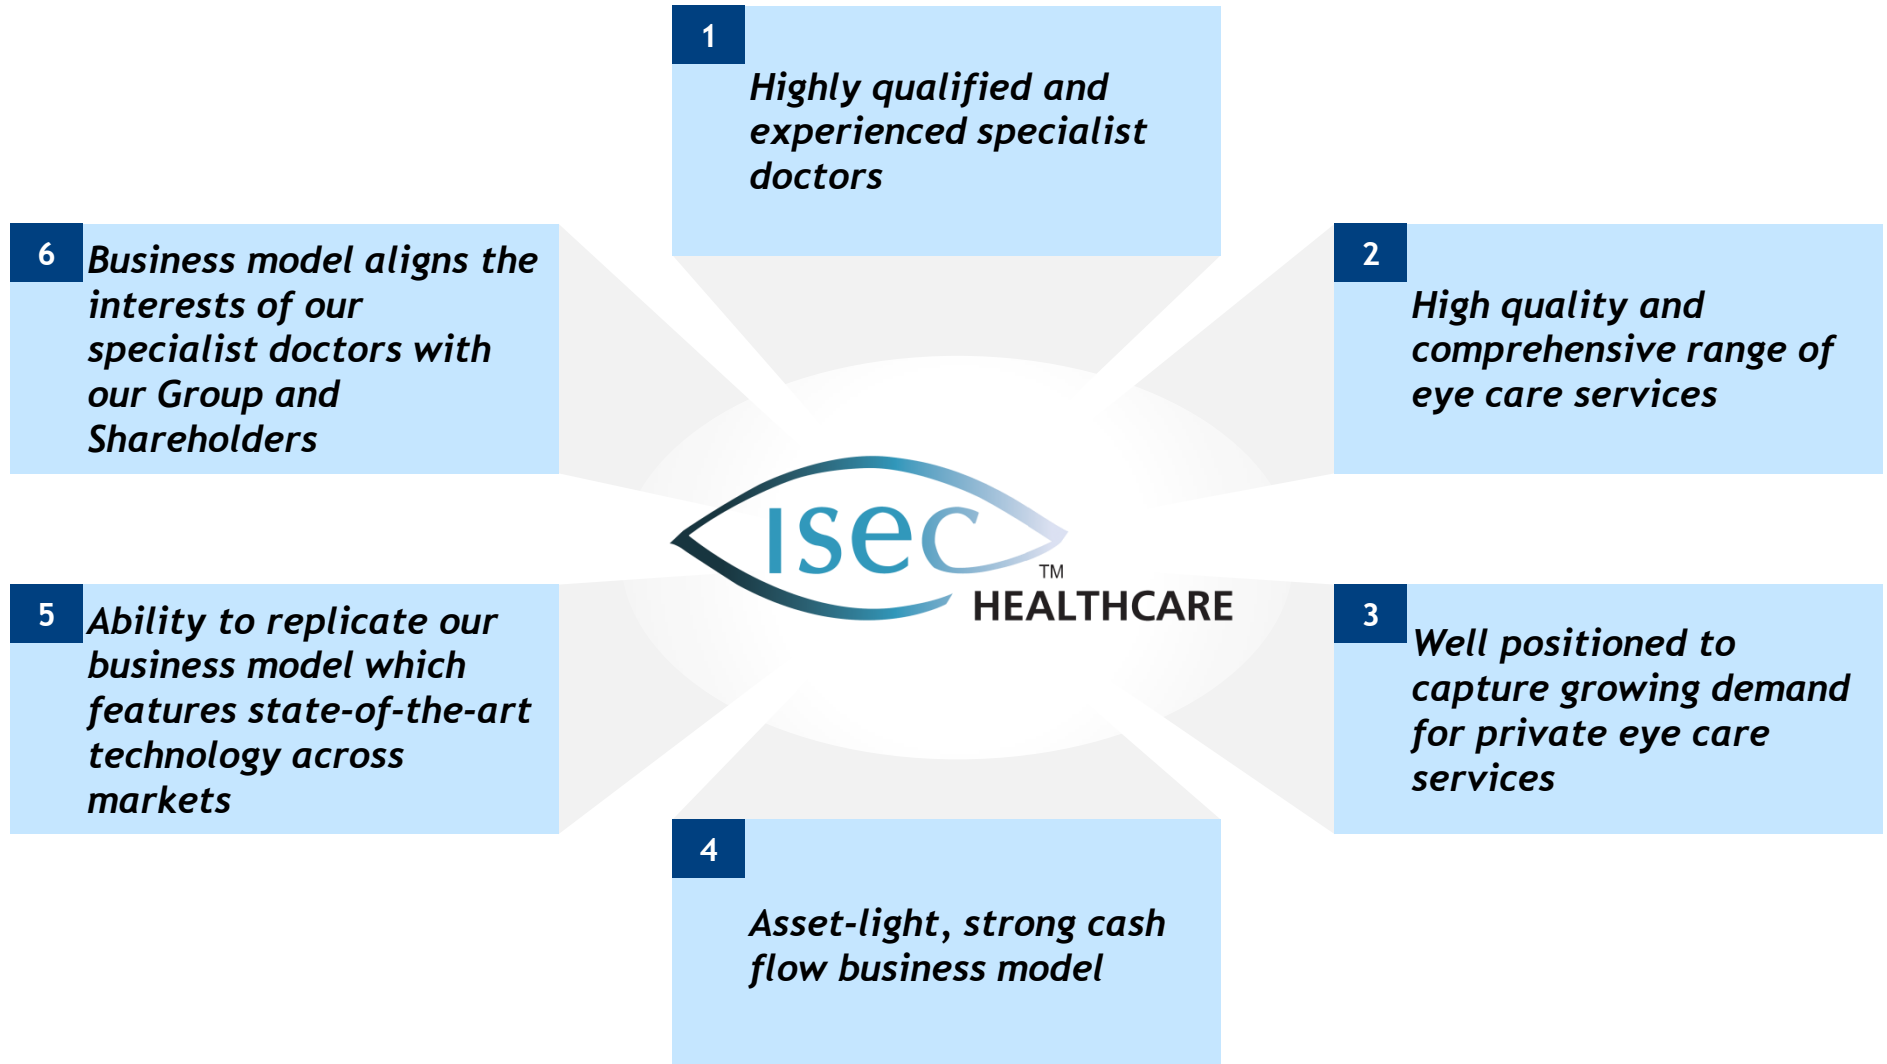 1
Highly qualified and
experienced specialist
doctors
2
High quality and
comprehensive range of
eye care services
3
Well positioned to
capture growing demand
for private eye care
services
4
Asset-light, strong cash
flow business model
5
Ability to replicate our
business model which
features state-of-the-art
technology across
markets
6
Business model aligns the
interests of our
specialist doctors with
our Group and
Shareholders
ISEC
TM
HEALTHCARE